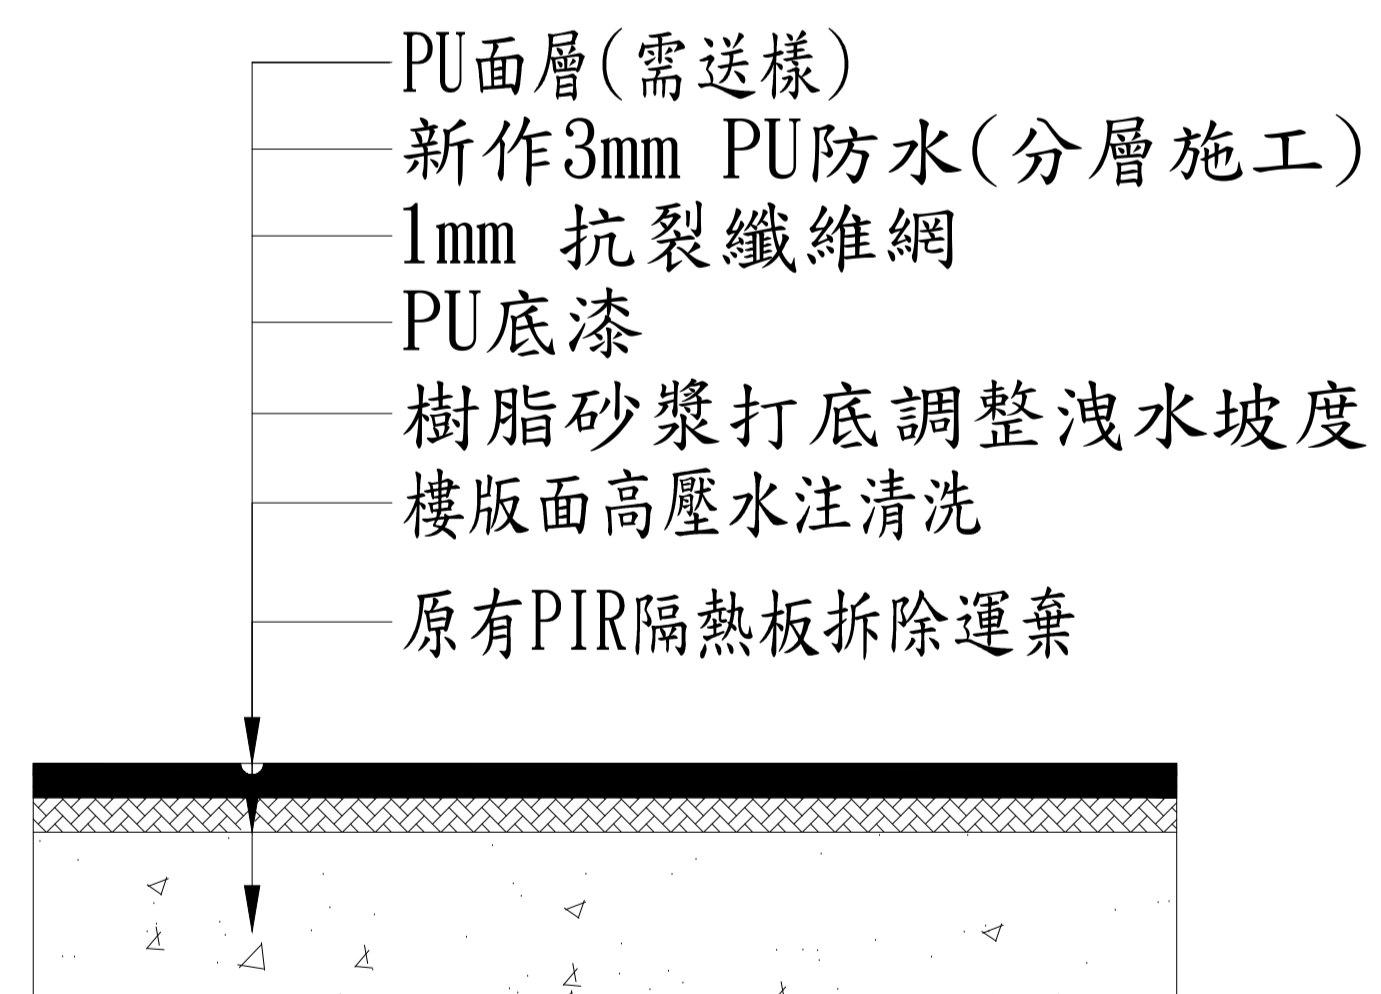 PU面層(需送樣)
新作3mm PU防水(分層施工)
1mm 抗裂纖維網
PU底漆
樹脂砂漿打底調整洩水坡度
樓版面高壓水注清洗
原有PIR隔熱板拆除運棄